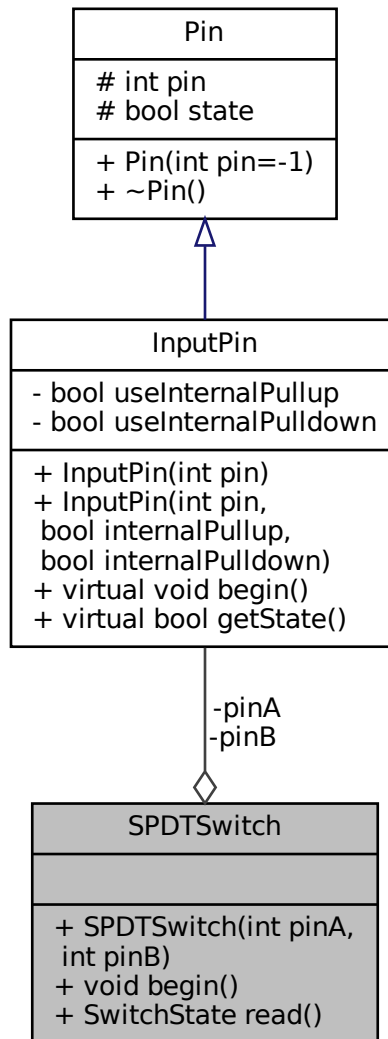 Pin
# int pin
# bool state
+ Pin(int pin=-1)
+ ~Pin()
InputPin
- bool useInternalPullup
- bool useInternalPulldown
+ InputPin(int pin)
+ InputPin(int pin,
bool internalPullup,
bool internalPulldown)
+ virtual void begin()
+ virtual bool getState()
-pinA
-pinB
SPDTSwitch
+ SPDTSwitch(int pinA,
int pinB)
+ void begin()
+ SwitchState read()